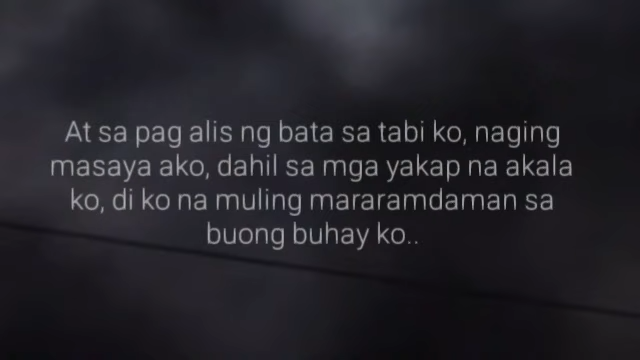 At sa pag alis ng bata sa tabi ko, naging
masaya ako, dahil sa mga yakap na akala
ko, di ko na muling mararamdaman sa
buong buhay ko..